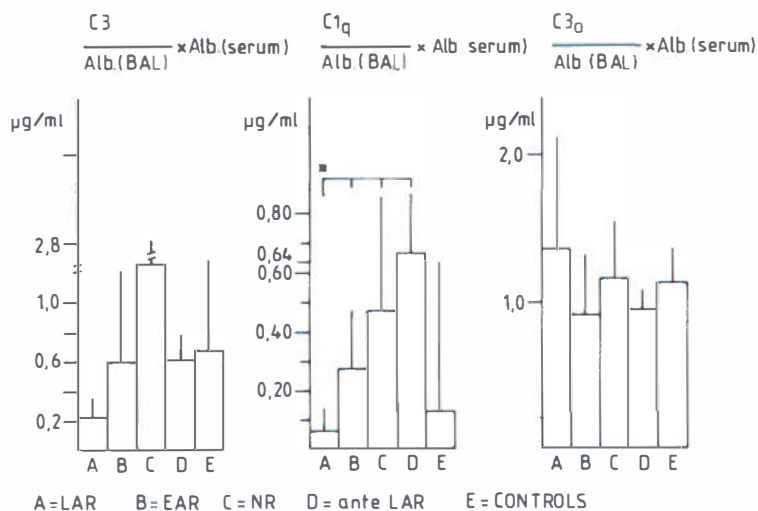 C3
Alb.(BAL) × Alb.(serum)
C1q
Alb.(BAL) × Alb serum)
C3a
Alb.(BAL) × Alb.(serum)
µg/ml
2,8
1,0
0,6
0,2
A B C D E
µg/ml
*
0,80
0,64
0,60
0,40
0,20
A B C D E
µg/ml
2,0
1,0
A B C D E
A=LAR B=EAR C=NR D=ante LAR E=CONTROLS